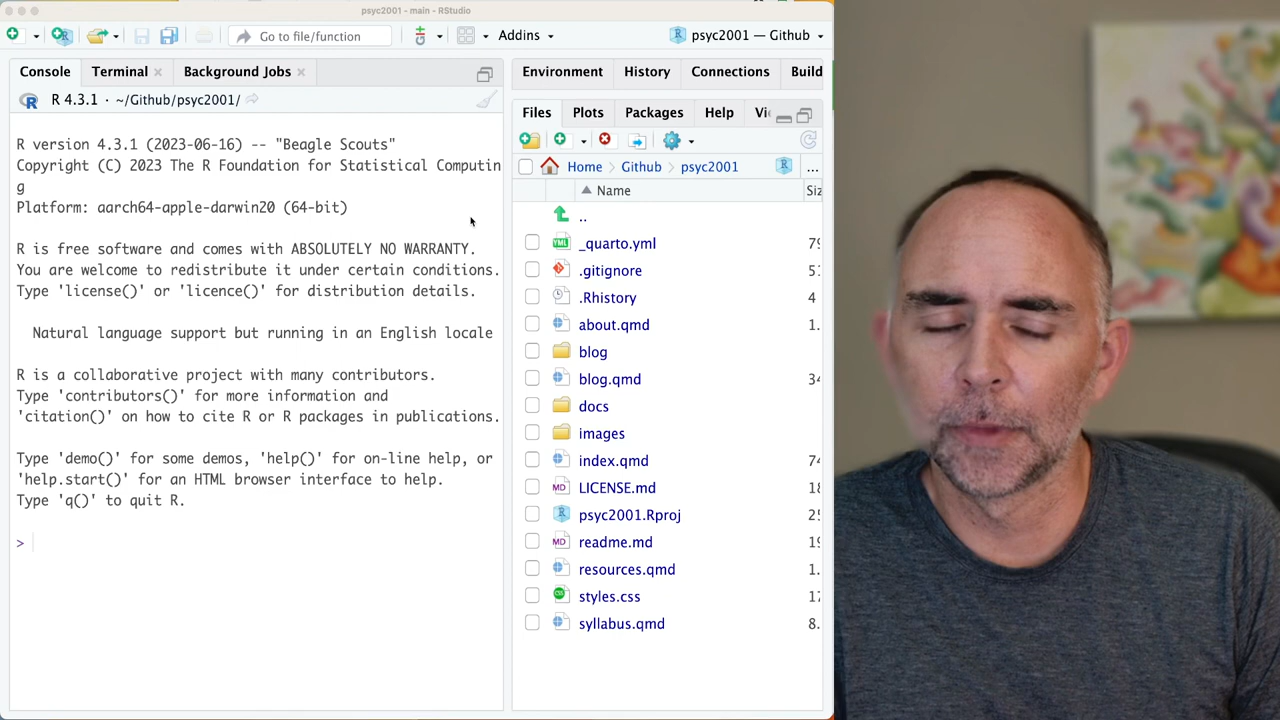 psyc2001 - main - RStudio
Go to file/function
Addins
psyc2001 — Github
Console
Terminal
Background Jobs
R 4.3.1 · ~/Github/psyc2001/
R version 4.3.1 (2023-06-16) -- "Beagle Scouts"
Copyright (C) 2023 The R Foundation for Statistical Computin
g
Platform: aarch64-apple-darwin20 (64-bit)
R is free software and comes with ABSOLUTELY NO WARRANTY.
You are welcome to redistribute it under certain conditions.
Type 'license()' or 'licence()' for distribution details.
Natural language support but running in an English locale
R is a collaborative project with many contributors.
Type 'contributors()' for more information and
'citation()' on how to cite R or R packages in publications.
Type 'demo()' for some demos, 'help()' for on-line help, or
'help.start()' for an HTML browser interface to help.
Type 'q()' to quit R.
>
Environment
History
Connections
Build
Files
Plots
Packages
Help
Vi
Home
Github
psyc2001
...
Name
Siz
..
_quarto.yml
.gitignore
.Rhistory
4
about.qmd
1.
blog
blog.qmd
34
docs
images
index.qmd
74
LICENSE.md
psyc2001.Rproj
readme.md
resources.qmd
1.
styles.css
syllabus.qmd
8.